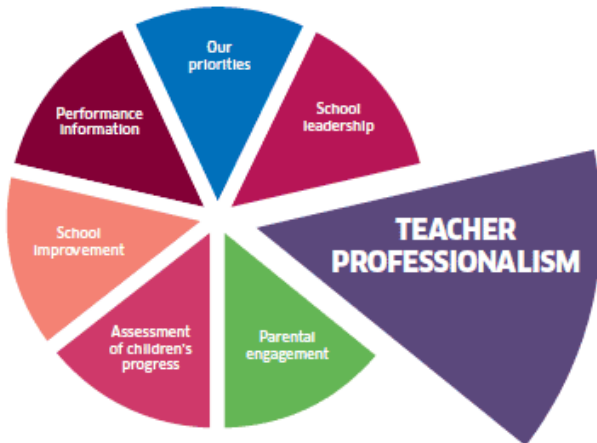 Our
priorities
School
leadership
TEACHER
PROFESSIONALISM
Parental
engagement
Assessment
of children's
progress
School
improvement
Performance
information